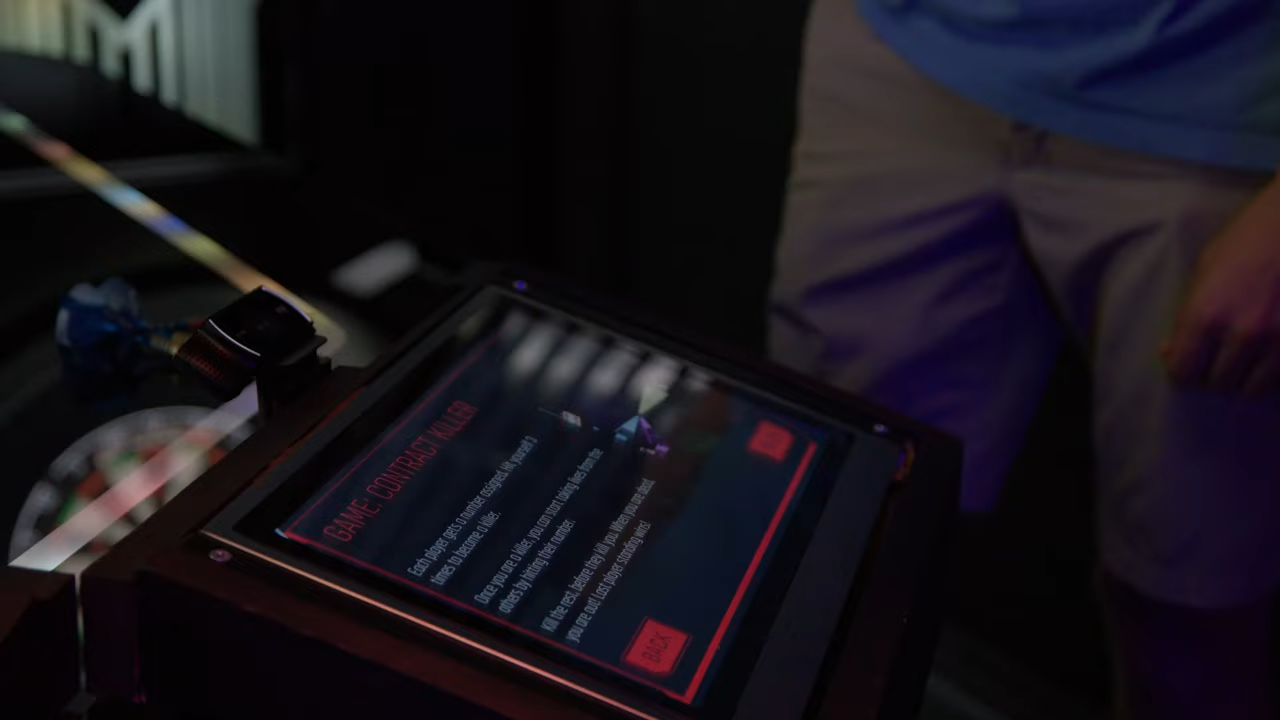 GAME: CONTRACT KILLER
Each player gets a number assigned. Hit yourself 3
times to become a killer.
Once you are a killer, you can start taking lives from the
others by hitting their number.
Kill the rest, before they kill you. When you are dead,
you are out! Last player standing wins!
BACK